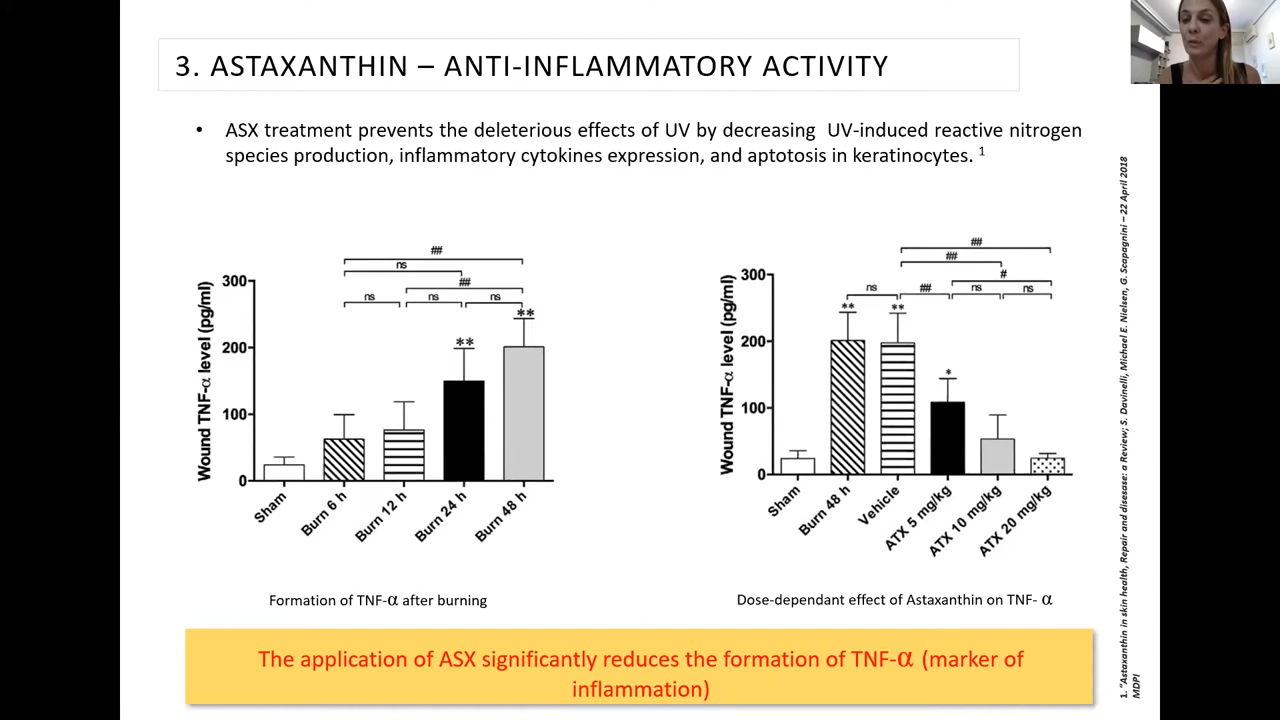 3. ASTAXANTHIN – ANTI-INFLAMMATORY ACTIVITY
• ASX treatment prevents the deleterious effects of UV by decreasing UV-induced reactive nitrogen
species production, inflammatory cytokines expression, and aptotosis in keratinocytes. 1
##
ns
##
ns
ns
ns
300
200
100
0
**
**
Wound TNF-α level (pg/ml)
Sham
Burn 6 h
Burn 12 h
Burn 24 h
Burn 48 h
Formation of TNF-α after burning
##
##
#
ns
##
ns
ns
300
200
100
0
**
**
*
Wound TNF-α level (pg/ml)
Sham
Burn 48 h
Vehicle
ATX 5 mg/kg
ATX 10 mg/kg
ATX 20 mg/kg
Dose-dependant effect of Astaxanthin on TNF- α
The application of ASX significantly reduces the formation of TNF-α (marker of
inflammation)
1. "Astaxanthin in skin health, Repair and disesase: a Review; S. Davinelli, Michael E. Nielsen, G. Scapagnini – 22 April 2018
MDPI